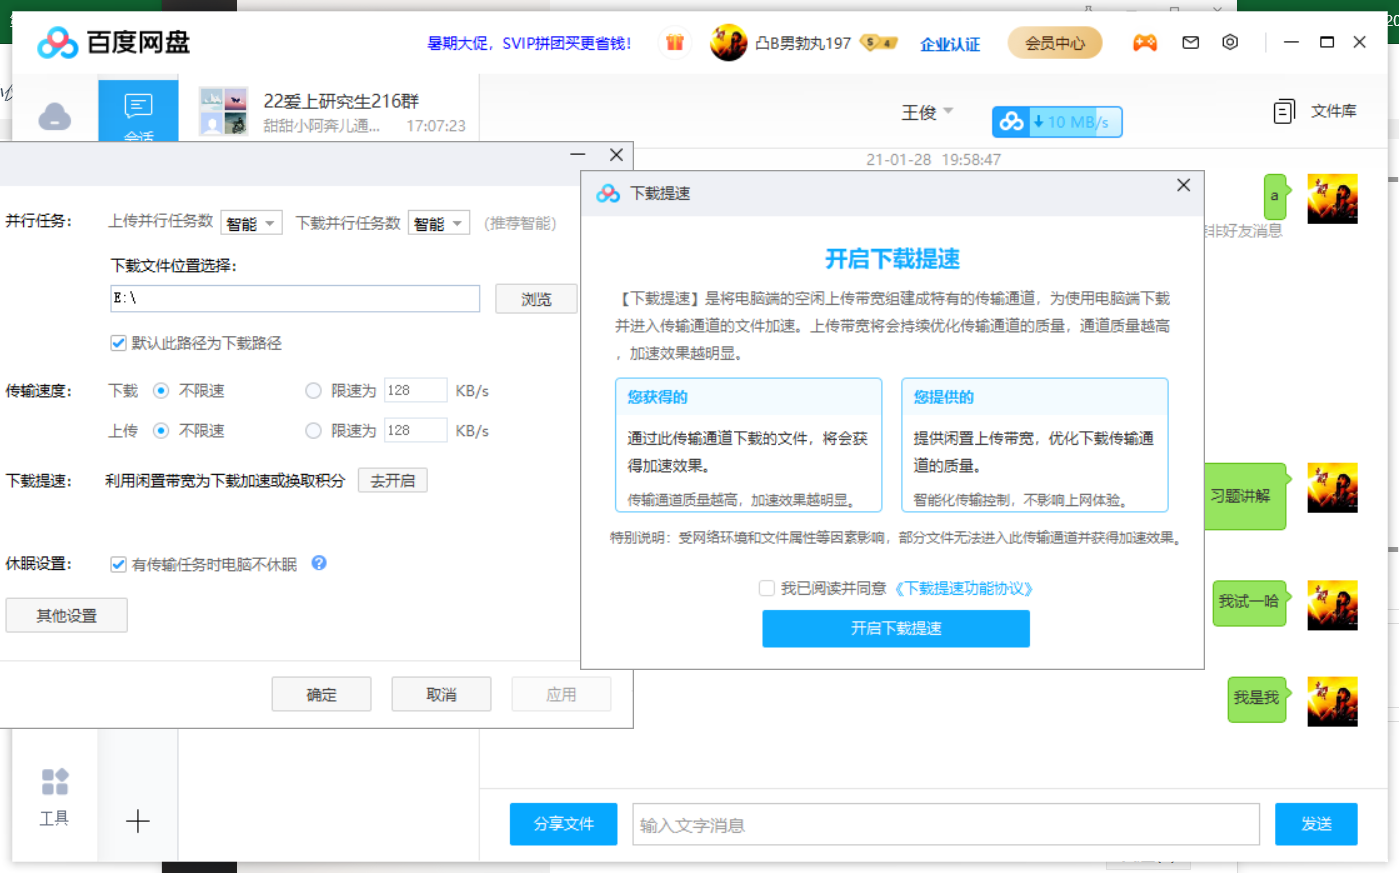 百度网盘
暑期大促，SVIP拼团买更省钱！
凸B男勃丸197
S 4
企业认证
会员中心
会话
22爱上研究生216群
甜甜小阿奔儿通...
17:07:23
王俊
10 MB/s
文件库
21-01-28 19:58:47
a
非好友消息
并行任务：
上传并行任务数
智能
下载并行任务数
智能
(推荐智能)
下载文件位置选择：
E:\
浏览
默认此路径为下载路径
传输速度：
下载
不限速
限速为
128
KB/s
上传
不限速
限速为
128
KB/s
下载提速：
利用闲置带宽为下载加速或换取积分
去开启
休眠设置：
有传输任务时电脑不休眠
?
其他设置
确定
取消
应用
下载提速
开启下载提速
【下载提速】是将电脑端的空闲上传带宽组建成特有的传输通道，为使用电脑端下载
并进入传输通道的文件加速。上传带宽将会持续优化传输通道的质量，通道质量越高
，加速效果越明显。
您获得的
通过此传输通道下载的文件，将会获
得加速效果。
传输通道质量越高，加速效果越明显。
您提供的
提供闲置上传带宽，优化下载传输通
道的质量。
智能化传输控制，不影响上网体验。
特别说明：受网络环境和文件属性等因素影响，部分文件无法进入此传输通道并获得加速效果。
我已阅读并同意《下载提速功能协议》
开启下载提速
习题讲解
我试一哈
我是我
工具
分享文件
输入文字消息
发送